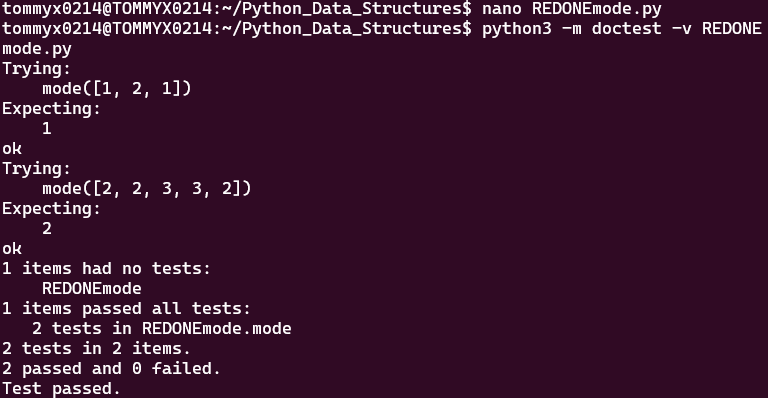 tommyx0214@TOMMYX0214:~/Python_Data_Structures$ nano REDONEmode.py
tommyx0214@TOMMYX0214:~/Python_Data_Structures$ python3 -m doctest -v REDONE
mode.py
Trying:
    mode([1, 2, 1])
Expecting:
    1
ok
Trying:
    mode([2, 2, 3, 3, 2])
Expecting:
    2
ok
1 items had no tests:
    REDONEmode
1 items passed all tests:
   2 tests in REDONEmode.mode
2 tests in 2 items.
2 passed and 0 failed.
Test passed.